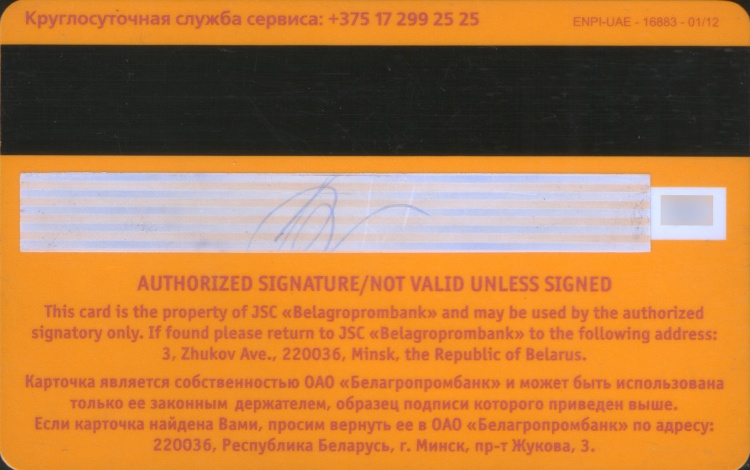 Круглосуточная служба сервиса: +375 17 299 25 25
ENPI-UAE - 16883 - 01/12
AUTHORIZED SIGNATURE/NOT VALID UNLESS SIGNED
This card is the property of JSC «Belagroprombank» and may be used by the authorized
signatory only. If found please return to JSC «Belagroprombank» to the following address:
3, Zhukov Ave., 220036, Minsk, the Republic of Belarus.
Карточка является собственностью ОАО «Белагропромбанк» и может быть использована
только ее законным держателем, образец подписи которого приведен выше.
Если карточка найдена Вами, просим вернуть ее в ОАО «Белагропромбанк» по адресу:
220036, Республика Беларусь, г. Минск, пр-т Жукова, 3.